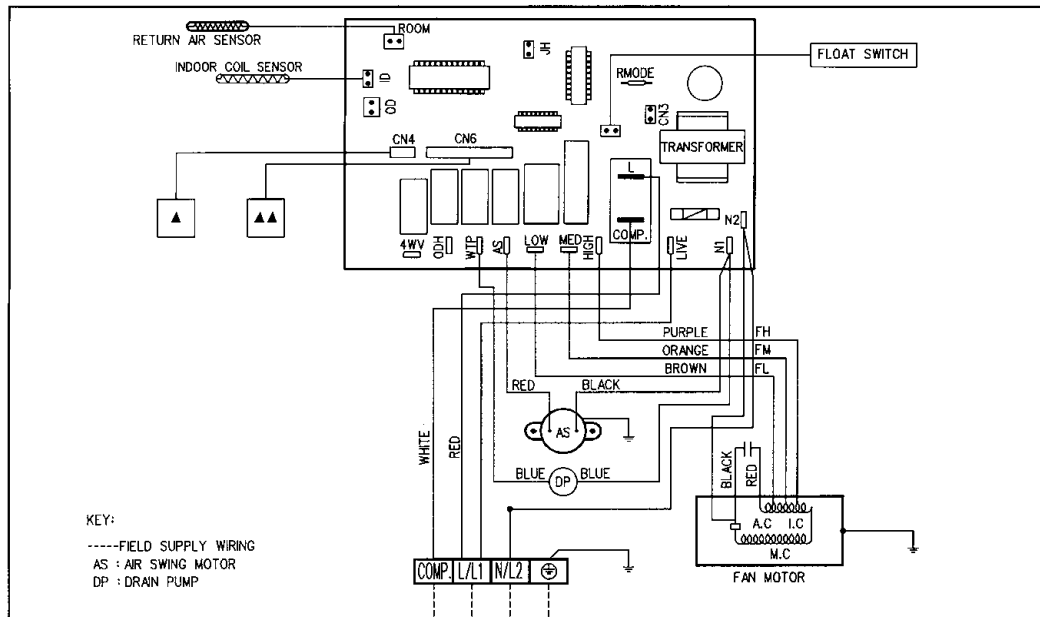 ROOM
RETURN AIR SENSOR
INDOOR COIL SENSOR
ID
OD
JH
RMODE
FLOAT SWITCH
CN3
TRANSFORMER
CN4
CN6
L
COMP.
N2
4WV
ODH
WTP
AS
LOW
MED
HIGH
LIVE
N1
PURPLE FH
ORANGE FM
BROWN FL
RED
BLACK
AS
WHITE
RED
BLUE
DP
BLUE
BLACK
RED
A.C
I.C
M.C
FAN MOTOR
KEY:
-----FIELD SUPPLY WIRING
AS : AIR SWING MOTOR
DP : DRAIN PUMP
COMP. L/L1 N/L2